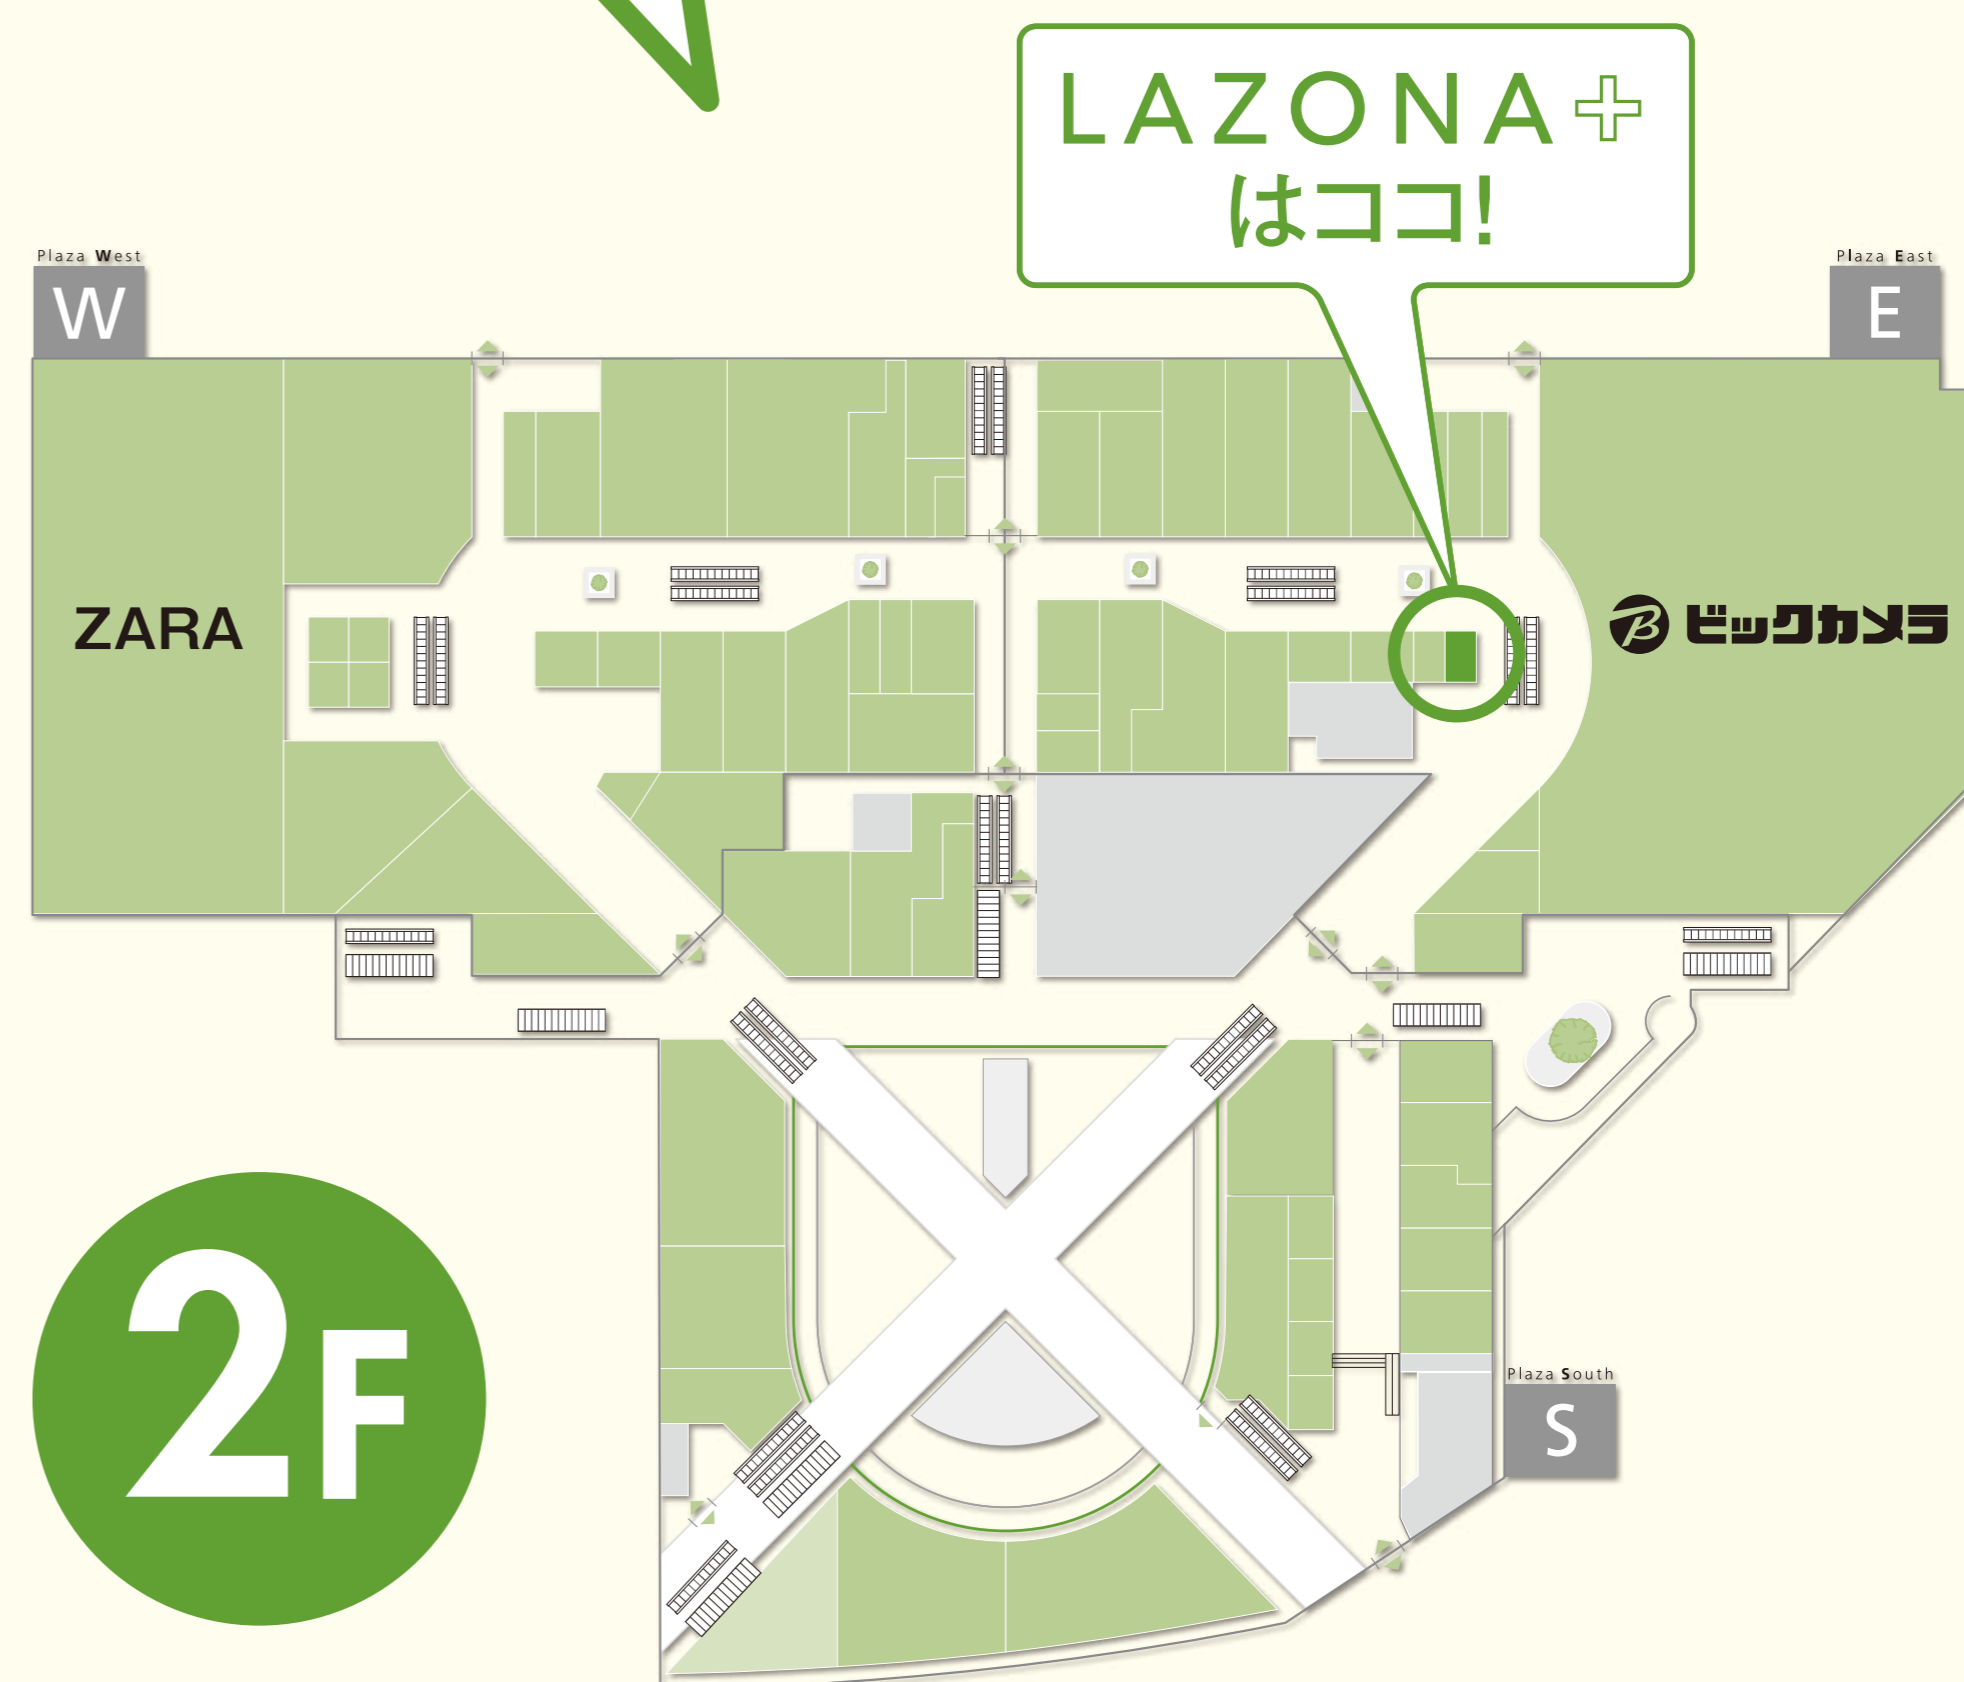 LAZONA+
はココ!
Plaza West
W
Plaza East
E
ZARA
B ビックカメラ
2F
Plaza South
S